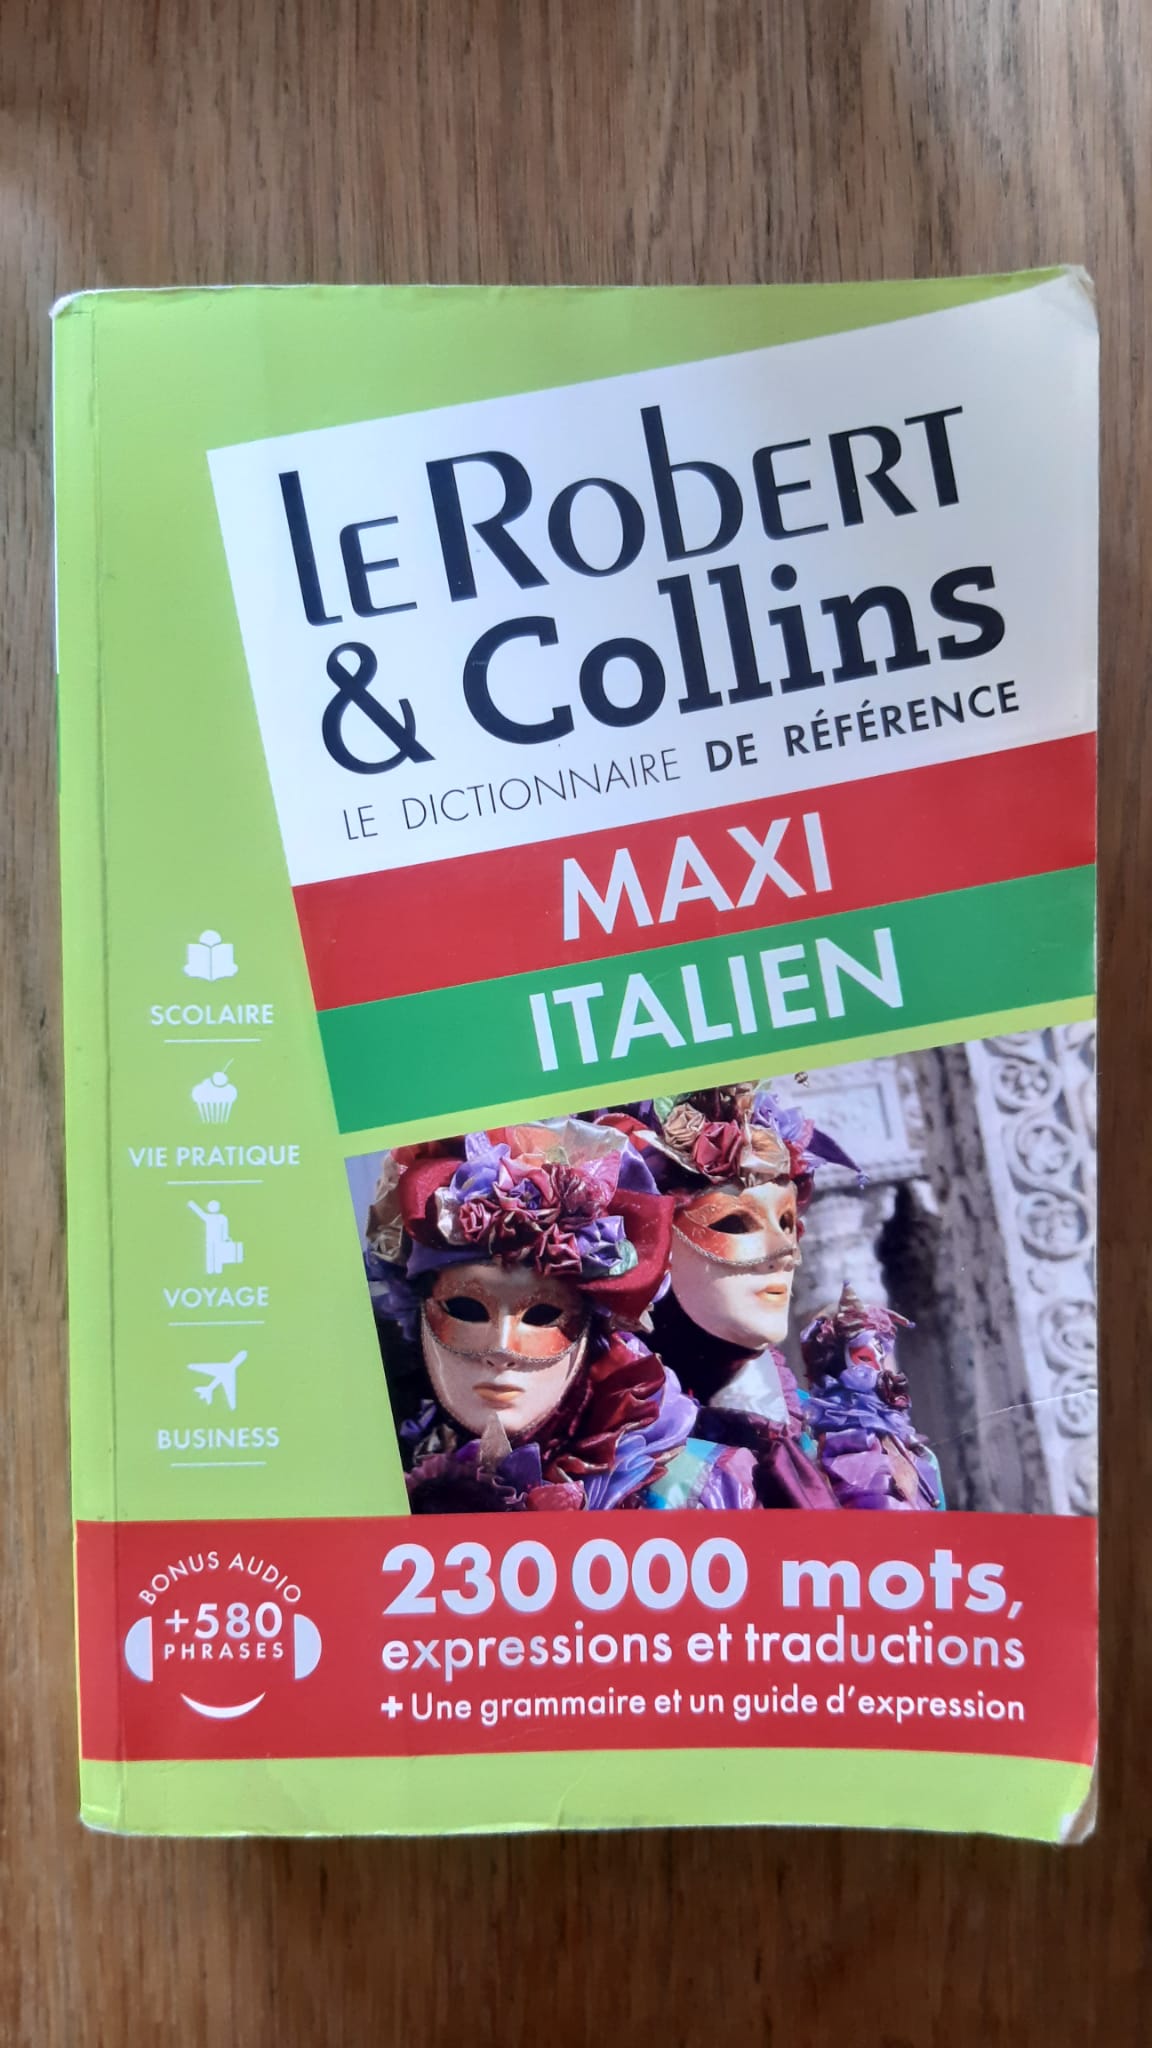 LE ROBERT
& Collins
LE DICTIONNAIRE DE RÉFÉRENCE
MAXI
ITALIEN
SCOLAIRE
VIE PRATIQUE
VOYAGE
BUSINESS
BONUS AUDIO
+580
PHRASES
230 000 mots,
expressions et traductions
+ Une grammaire et un guide d'expression